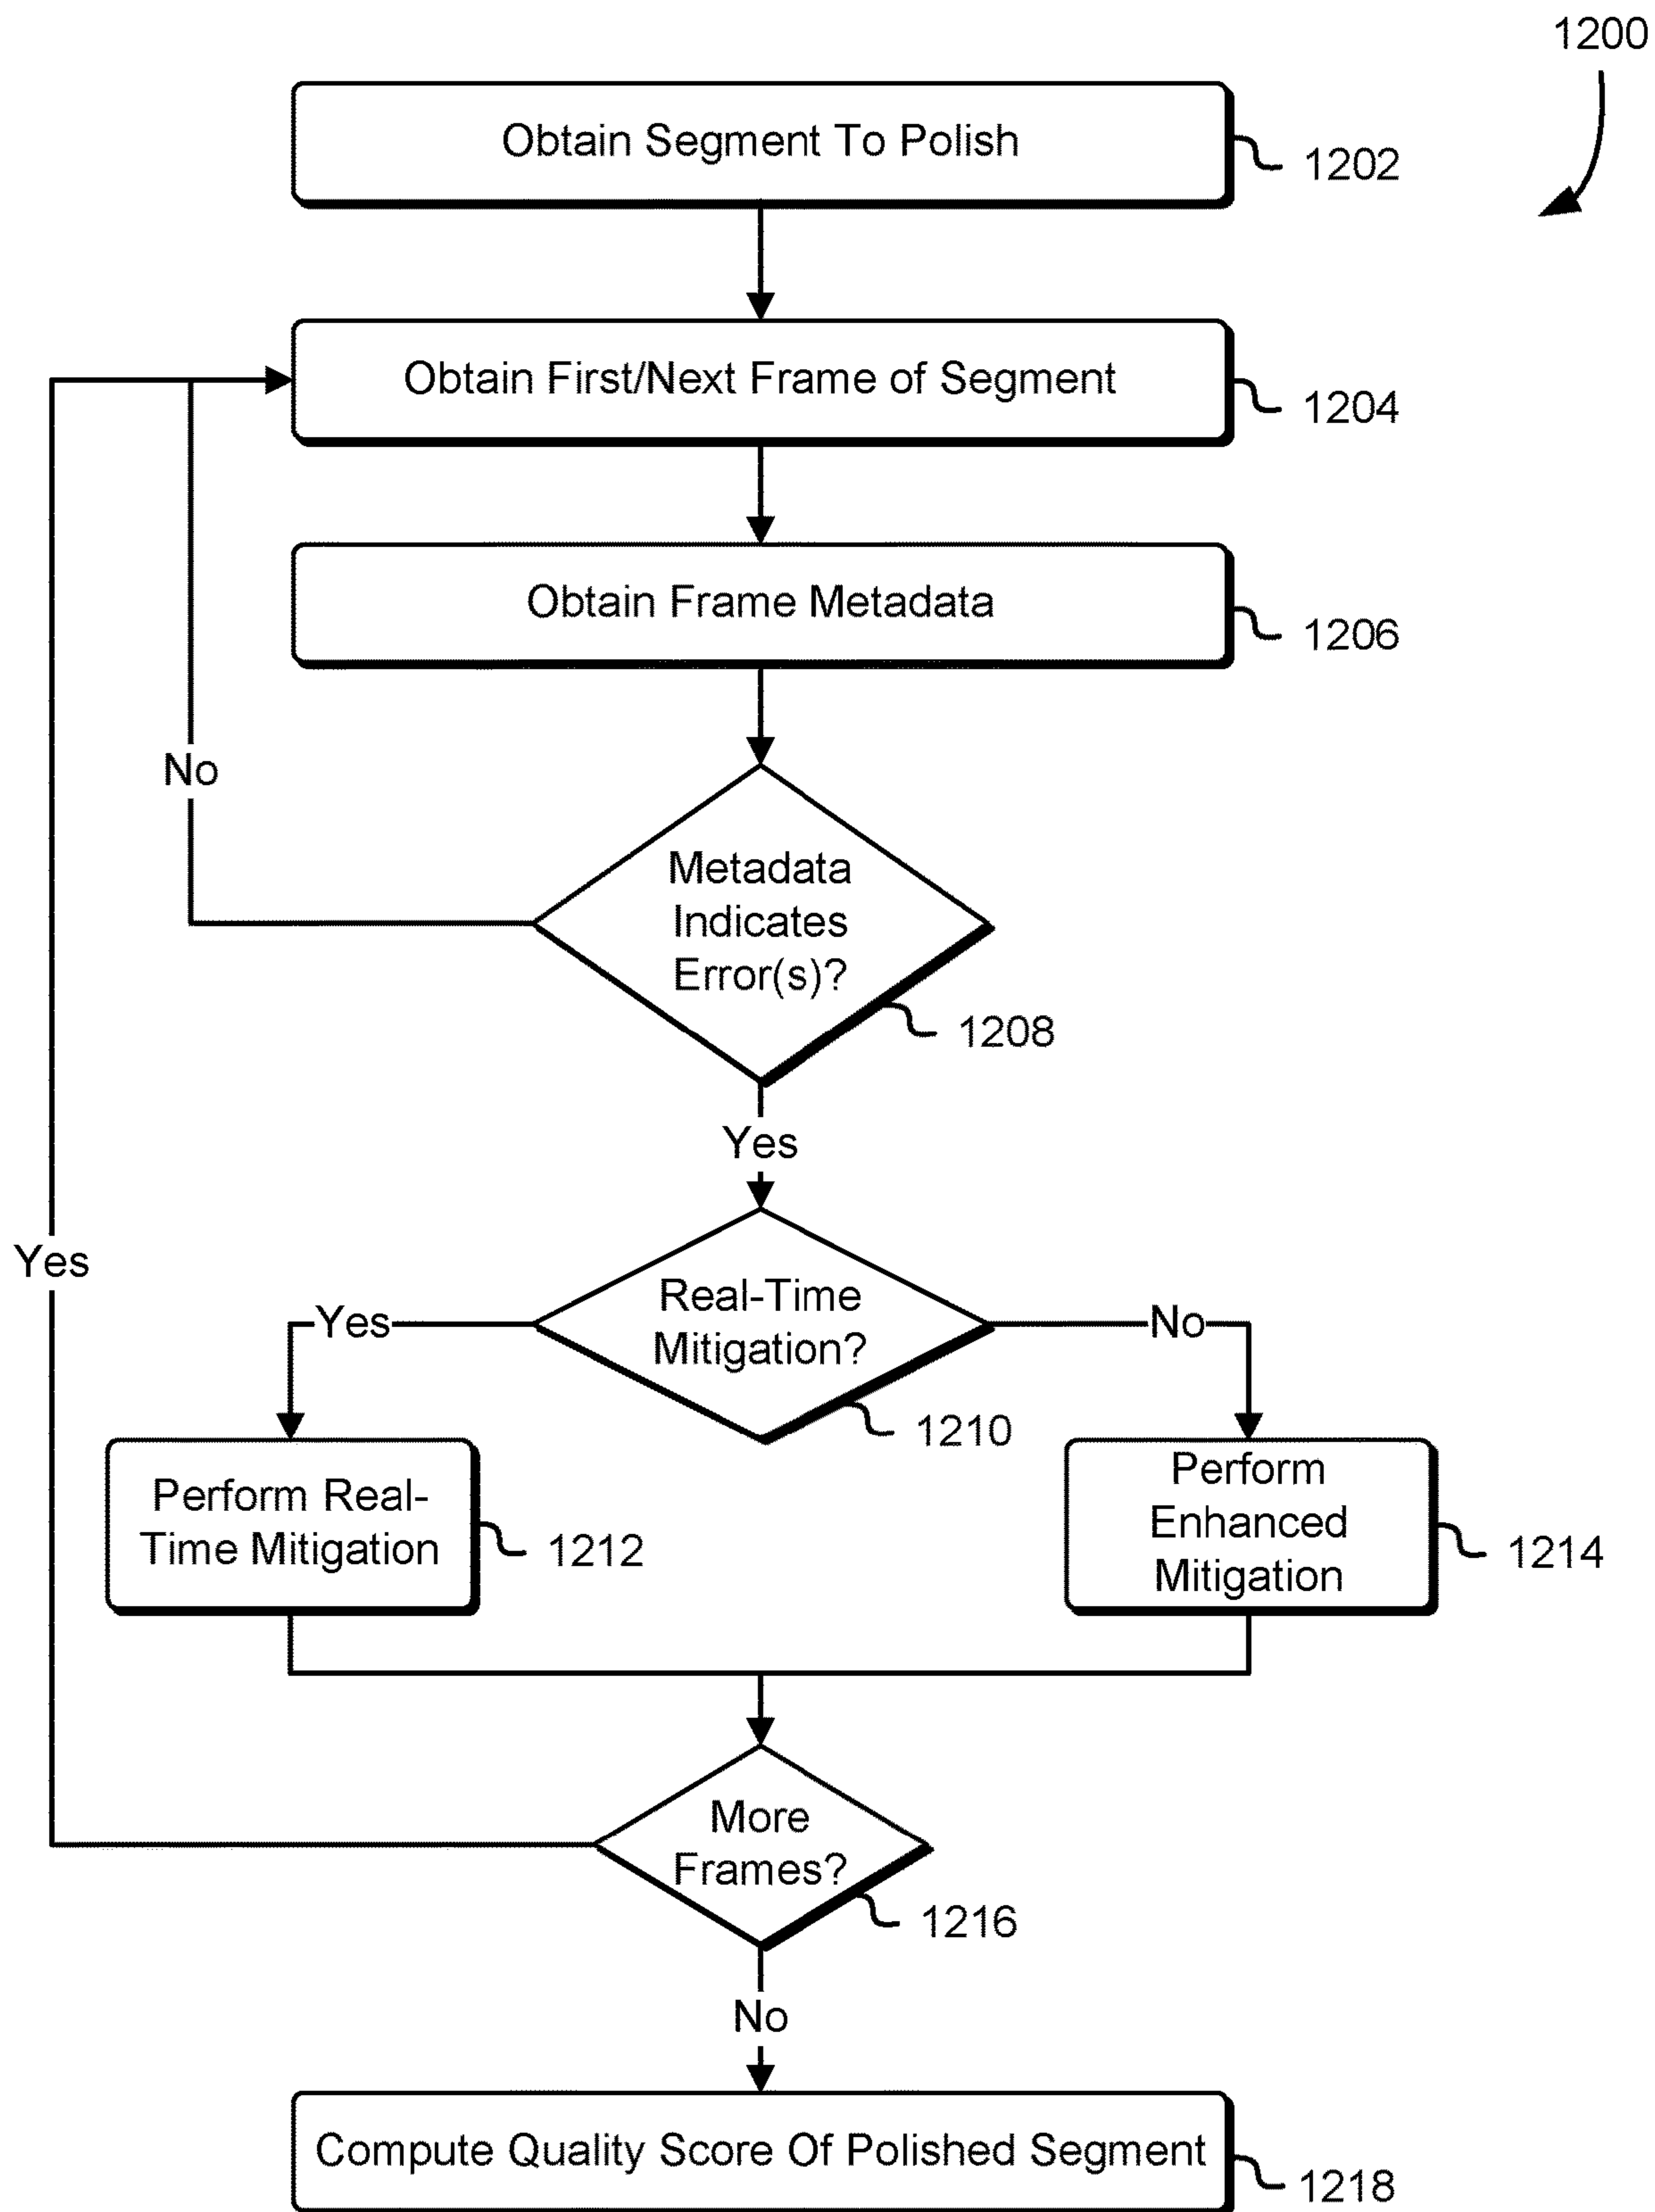 1200
Obtain Segment To Polish
1202
Obtain First/Next Frame of Segment
1204
Obtain Frame Metadata
1206
No
Metadata
Indicates
Error(s)?
1208
Yes
Yes
Real-Time
Mitigation?
Yes
No
1210
Perform Real-
Time Mitigation
1212
Perform
Enhanced
Mitigation
1214
More
Frames?
1216
No
Compute Quality Score Of Polished Segment
1218